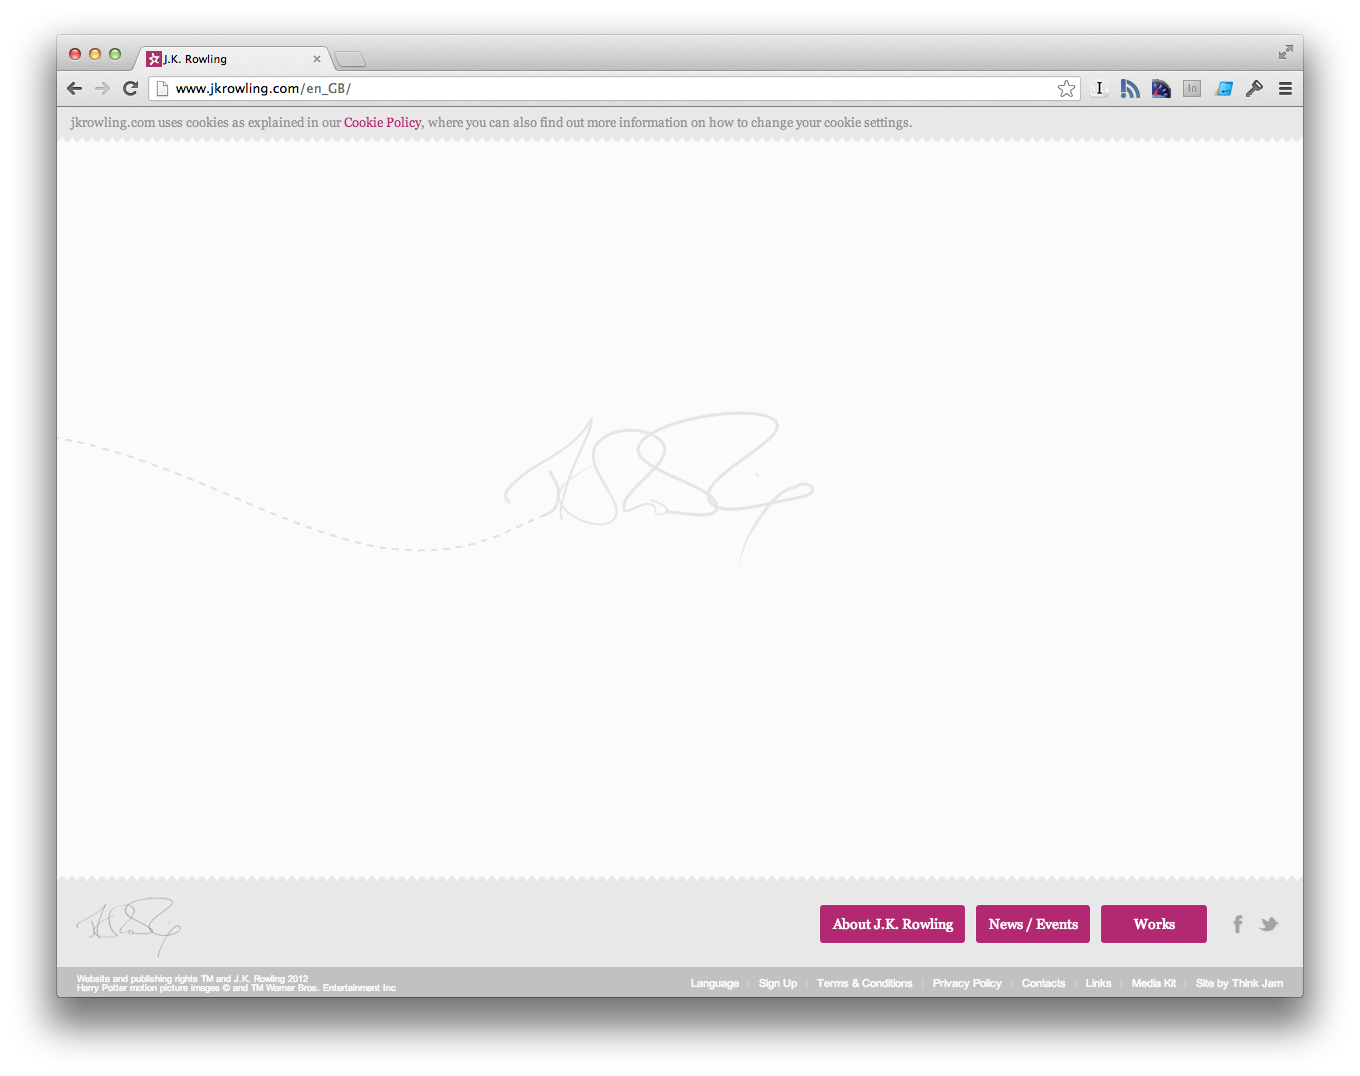 J.K. Rowling
www.jkrowling.com/en_GB/
jkrowling.com uses cookies as explained in our Cookie Policy, where you can also find out more information on how to change your cookie settings.
About J.K. Rowling
News / Events
Works
Website and publishing rights TM and J.K. Rowling 2012
Harry Potter motion picture images © and TM Warner Bros. Entertainment Inc
Language
Sign Up
Terms & Conditions
Privacy Policy
Contacts
Links
Media Kit
Site by Think Jam